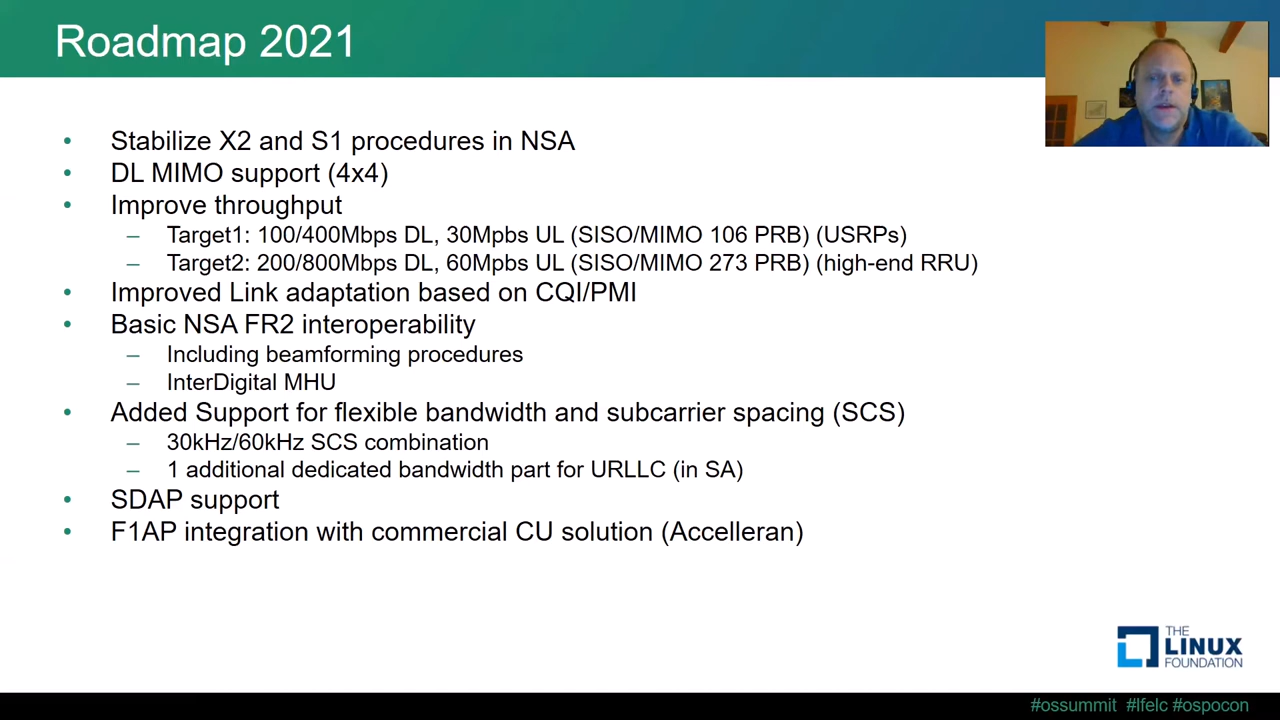 Roadmap 2021
• Stabilize X2 and S1 procedures in NSA
• DL MIMO support (4x4)
• Improve throughput
– Target1: 100/400Mbps DL, 30Mpbs UL (SISO/MIMO 106 PRB) (USRPs)
– Target2: 200/800Mbps DL, 60Mpbs UL (SISO/MIMO 273 PRB) (high-end RRU)
• Improved Link adaptation based on CQI/PMI
• Basic NSA FR2 interoperability
– Including beamforming procedures
– InterDigital MHU
• Added Support for flexible bandwidth and subcarrier spacing (SCS)
– 30kHz/60kHz SCS combination
– 1 additional dedicated bandwidth part for URLLC (in SA)
• SDAP support
• F1AP integration with commercial CU solution (Accelleran)
THE
LINUX
FOUNDATION
#ossummit #lfelc #ospocon